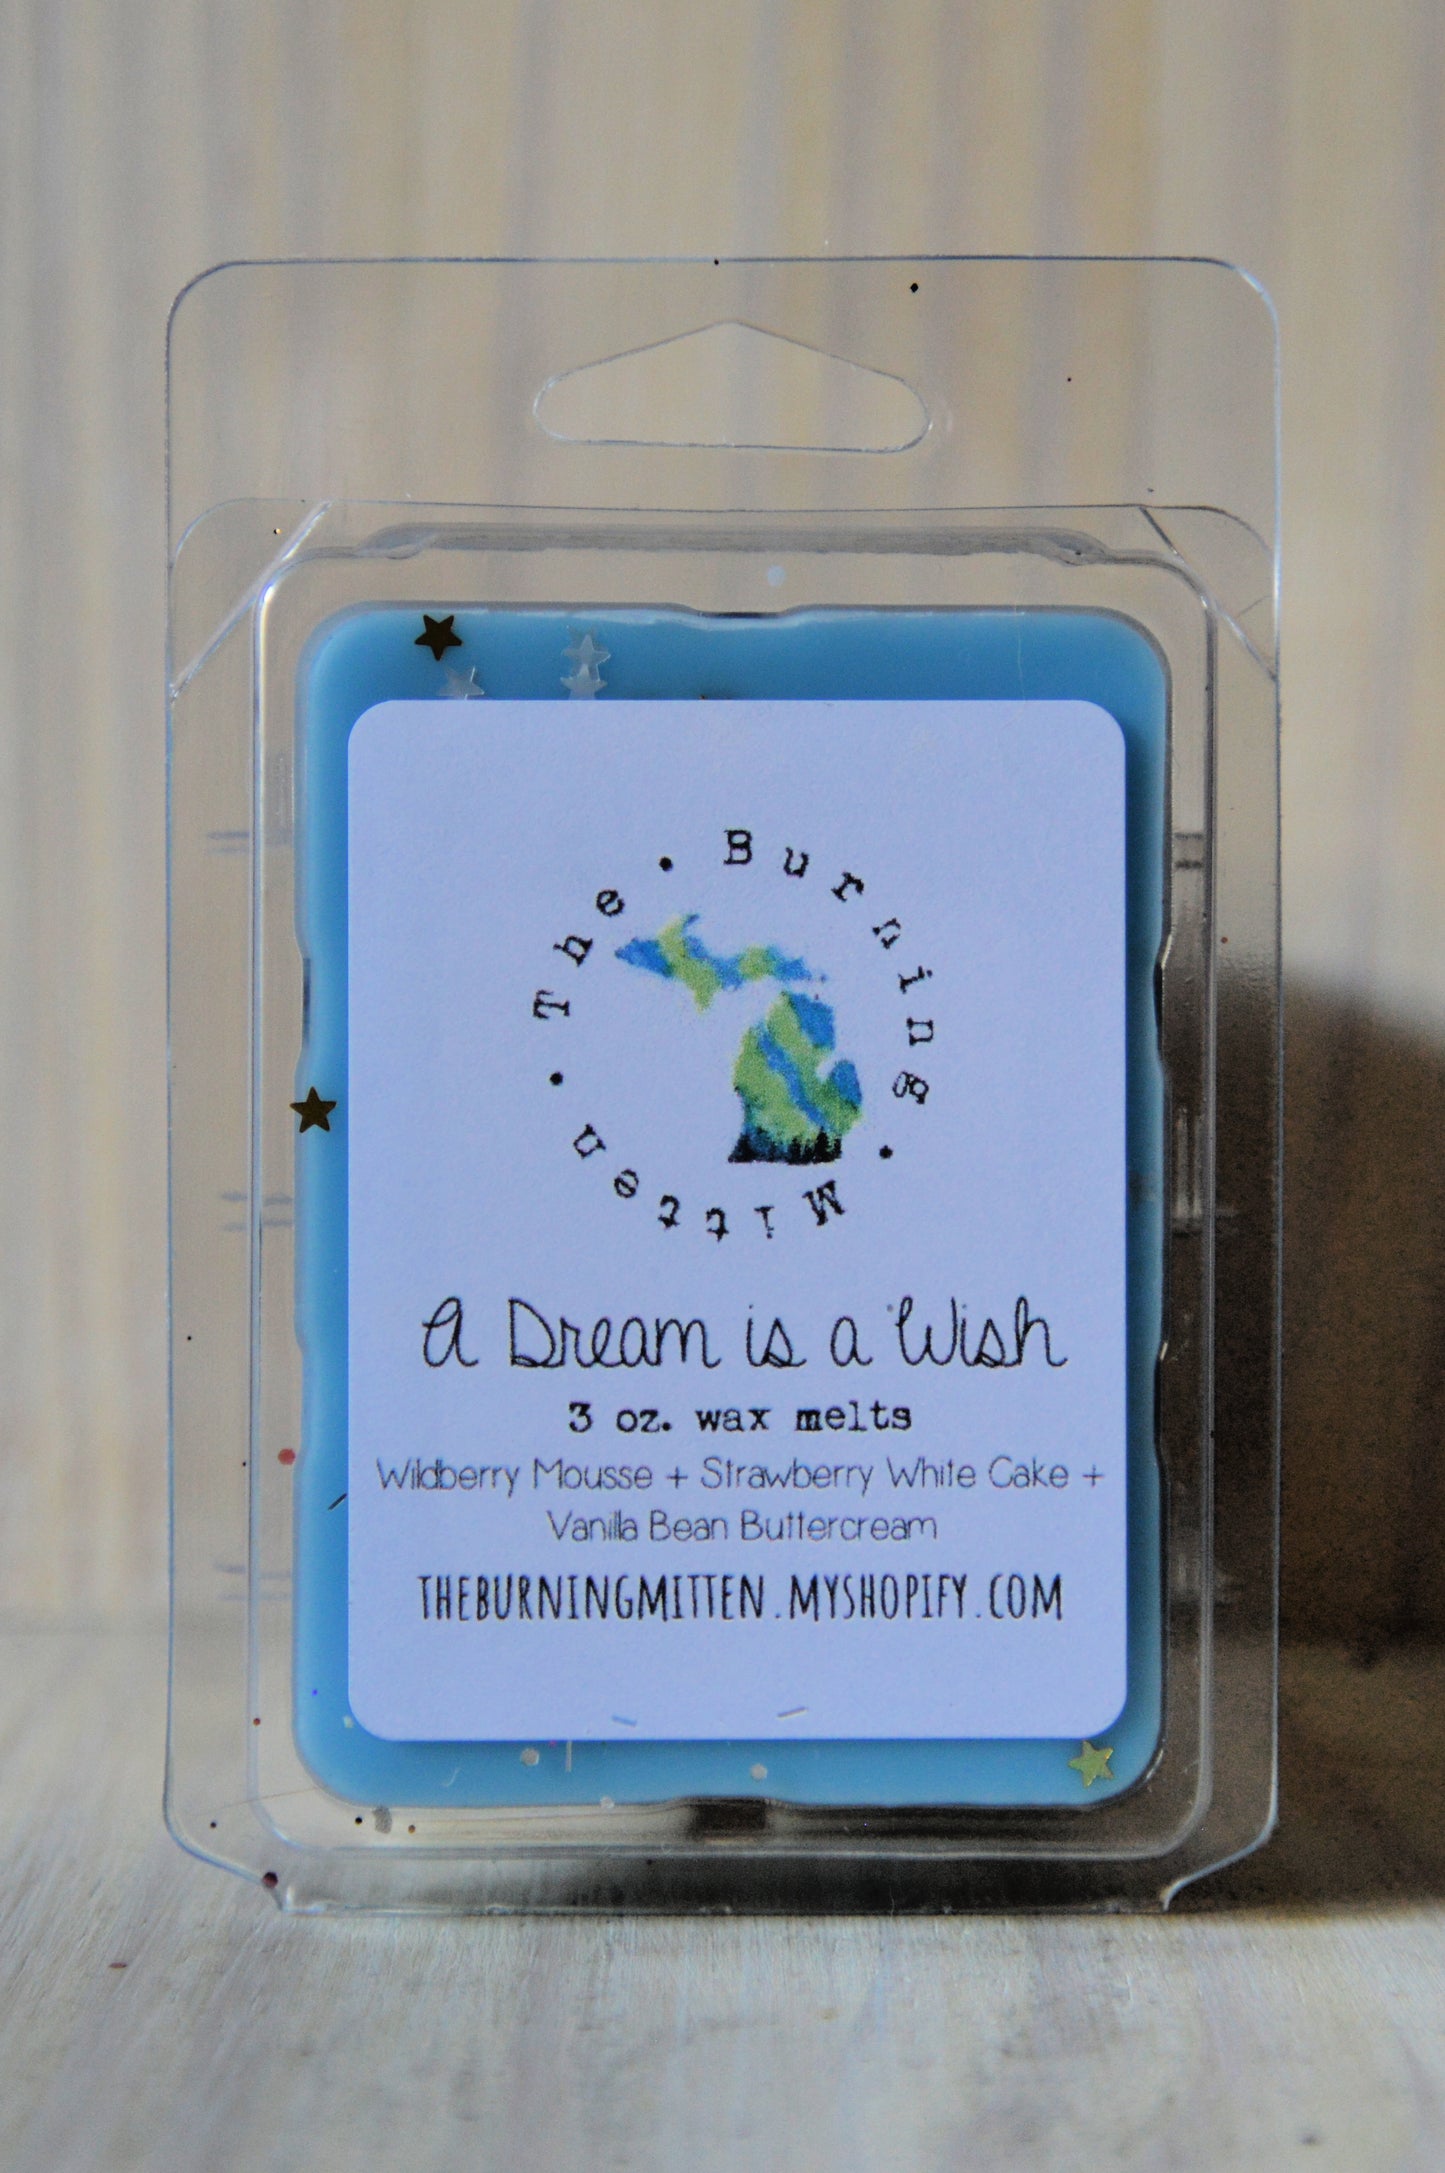 The • Burning • Mitten •
A Dream is a Wish
3 oz. wax melts
Wildberry Mousse + Strawberry White Cake +
Vanilla Bean Buttercream
THEBURNINGMITTEN.MYSHOPIFY.COM